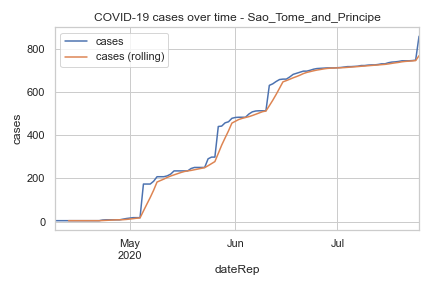 COVID-19 cases over time - Sao_Tome_and_Principe
cases
cases (rolling)
800
600
400
200
0
cases
May
2020
Jun
Jul
dateRep